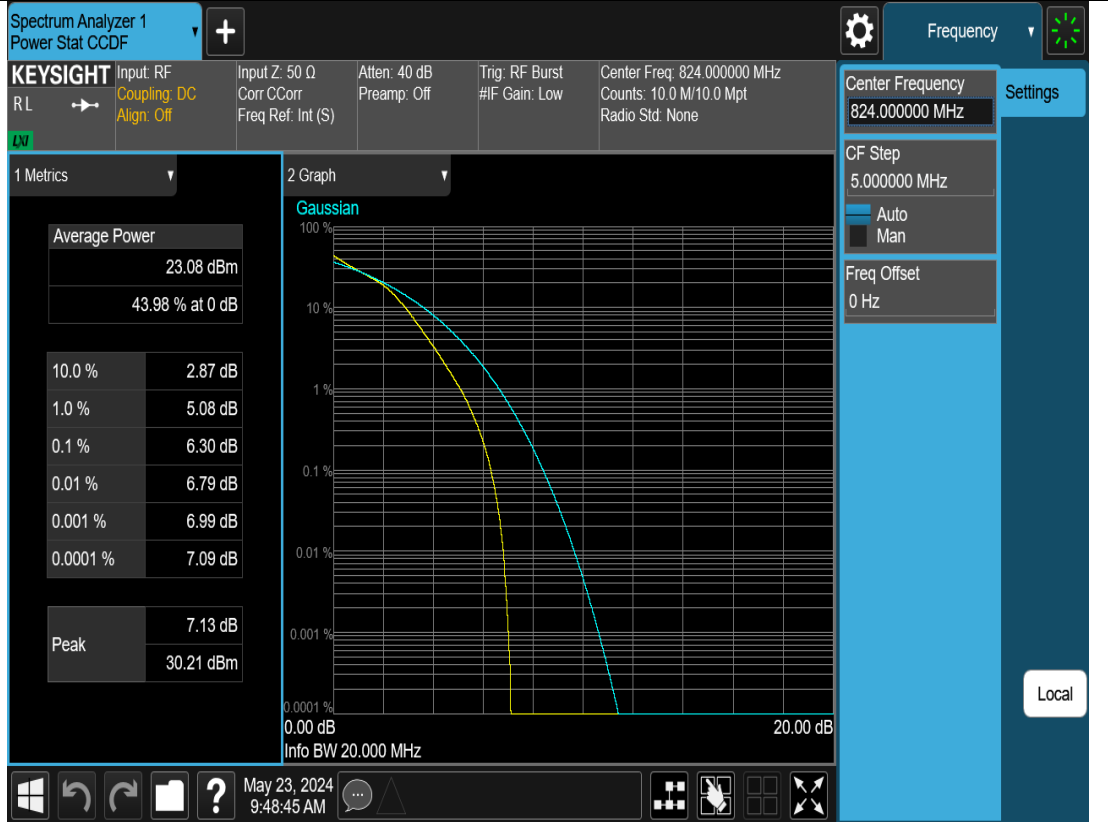 Spectrum Analyzer 1
Power Stat CCDF
Frequency
KEYSIGHT
RL
LXI
Input: RF
Coupling: DC
Align: Off
Input Z: 50 Ω
Corr CCorr
Freq Ref: Int (S)
Atten: 40 dB
Preamp: Off
Trig: RF Burst
#IF Gain: Low
Center Freq: 824.000000 MHz
Counts: 10.0 M/10.0 Mpt
Radio Std: None
Center Frequency
824.000000 MHz
Settings
CF Step
5.000000 MHz
Auto
Man
Freq Offset
0 Hz
1 Metrics
Average Power
23.08 dBm
43.98 % at 0 dB
10.0 % 2.87 dB
1.0 % 5.08 dB
0.1 % 6.30 dB
0.01 % 6.79 dB
0.001 % 6.99 dB
0.0001 % 7.09 dB
Peak
7.13 dB
30.21 dBm
2 Graph
Gaussian
100 %
10 %
1 %
0.1 %
0.01 %
0.001 %
0.0001 %
0.00 dB 20.00 dB
Info BW 20.000 MHz
Local
?
May 23, 2024
9:48:45 AM